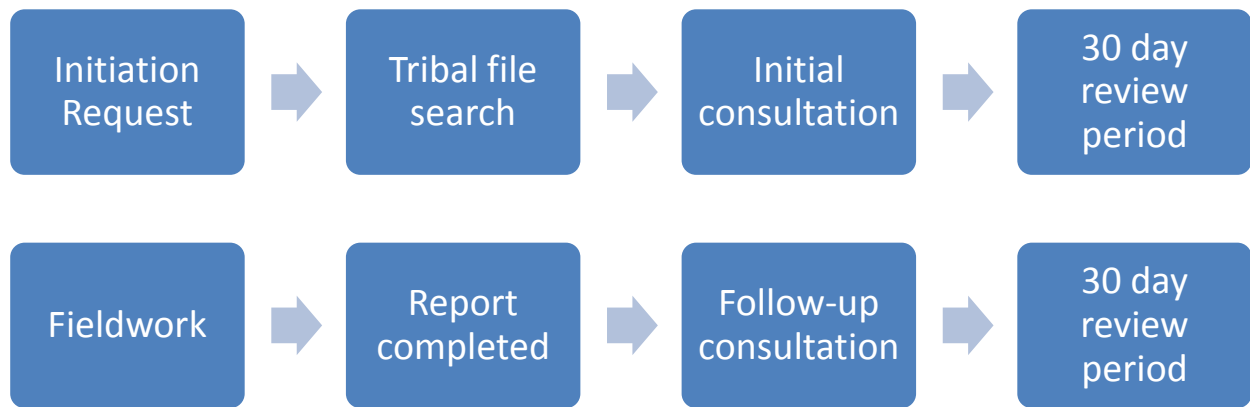 Initiation
Request
Tribal file
search
Initial
consultation
30 day
review
period
Fieldwork
Report
completed
Follow-up
consultation
30 day
review
period